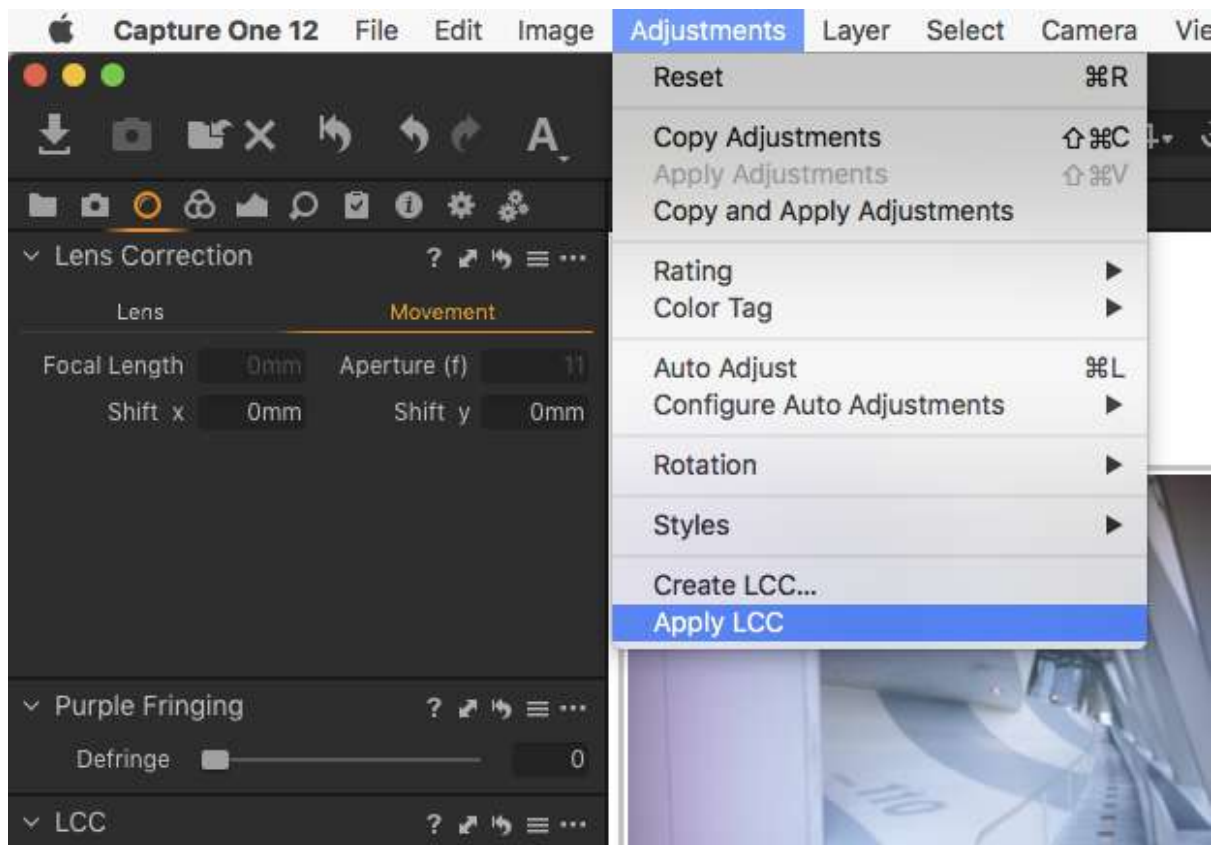 Capture One 12 File Edit Image Adjustments Layer Select Camera Vie
Reset ⌘R
Copy Adjustments ⇧⌘C
Apply Adjustments ⇧⌘V
Copy and Apply Adjustments
Rating
Color Tag
Auto Adjust ⌘L
Configure Auto Adjustments
Rotation
Styles
Create LCC...
Apply LCC
A
Lens Correction ?
Lens Movement
Focal Length 0mm Aperture (f) 11
Shift x 0mm Shift y 0mm
Purple Fringing ?
Defringe 0
LCC ?
110